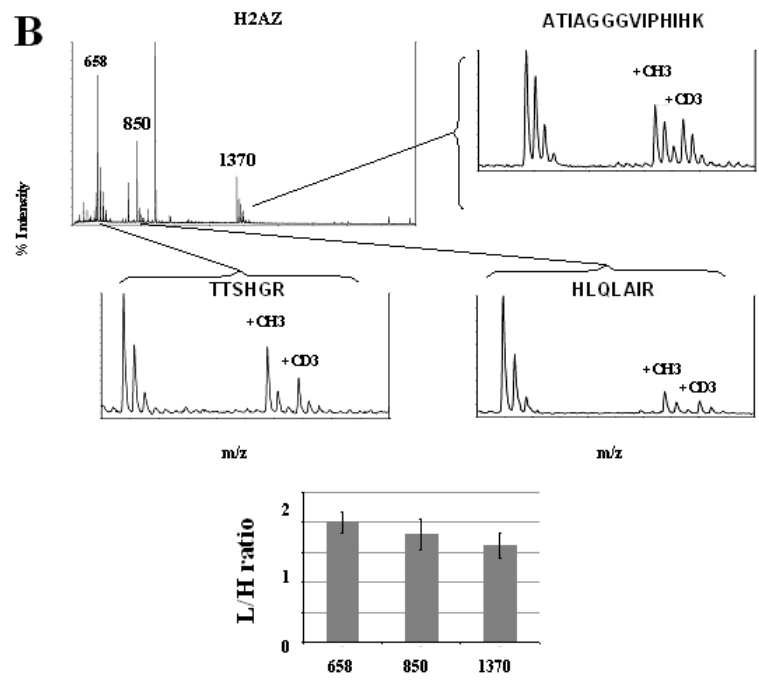 B
H2AZ
658
850
1370
% Intensity
ATIAGGGVIPHIHK
+CH3
+CD3
TTSHGR
+CH3
+CD3
HLQLAIR
+CH3
+CD3
m/z
m/z
L/H ratio
2
1
0
658
850
1370